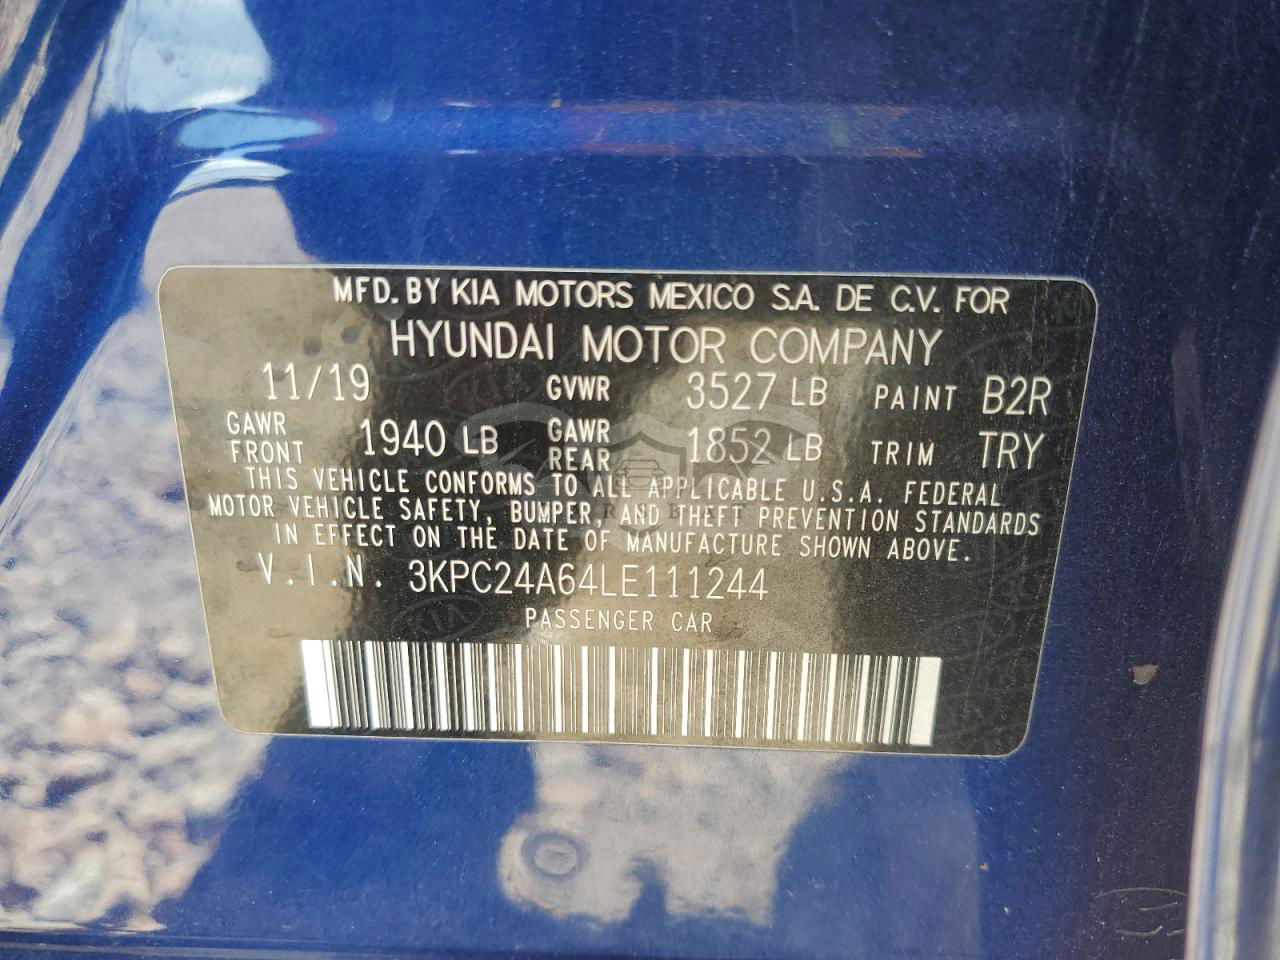 MFD. BY KIA MOTORS MEXICO S.A. DE C.V. FOR
HYUNDAI MOTOR COMPANY
11/19 GVWR 3527 LB PAINT B2R
GAWR FRONT 1940 LB GAWR REAR 1852 LB TRIM TRY
THIS VEHICLE CONFORMS TO ALL APPLICABLE U.S.A. FEDERAL
MOTOR VEHICLE SAFETY, BUMPER, AND THEFT PREVENTION STANDARDS
IN EFFECT ON THE DATE OF MANUFACTURE SHOWN ABOVE.
V.I.N. 3KPC24A64LE111244
PASSENGER CAR